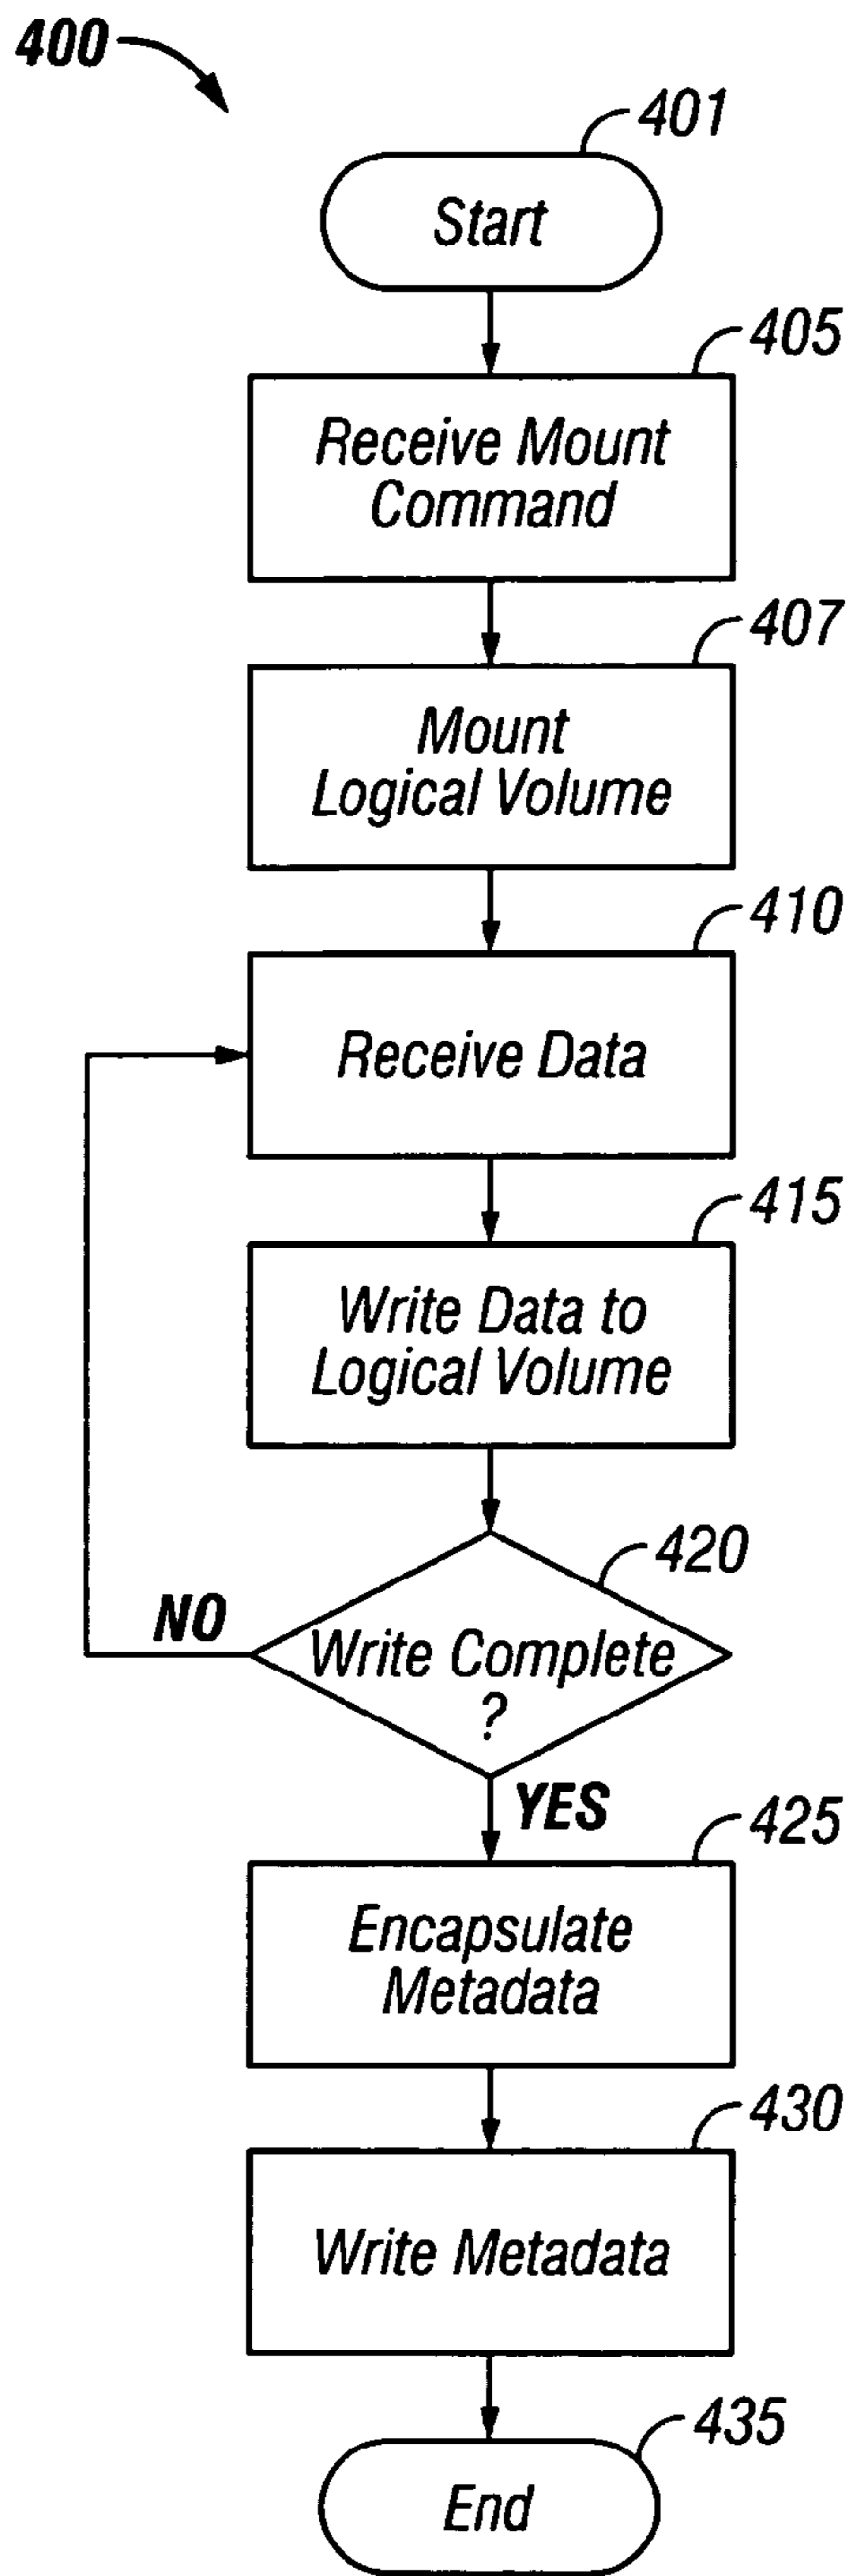 400
401
Start
405
Receive Mount
Command
407
Mount
Logical Volume
410
Receive Data
415
Write Data to
Logical Volume
420
NO
Write Complete
?
YES
425
Encapsulate
Metadata
430
Write Metadata
435
End